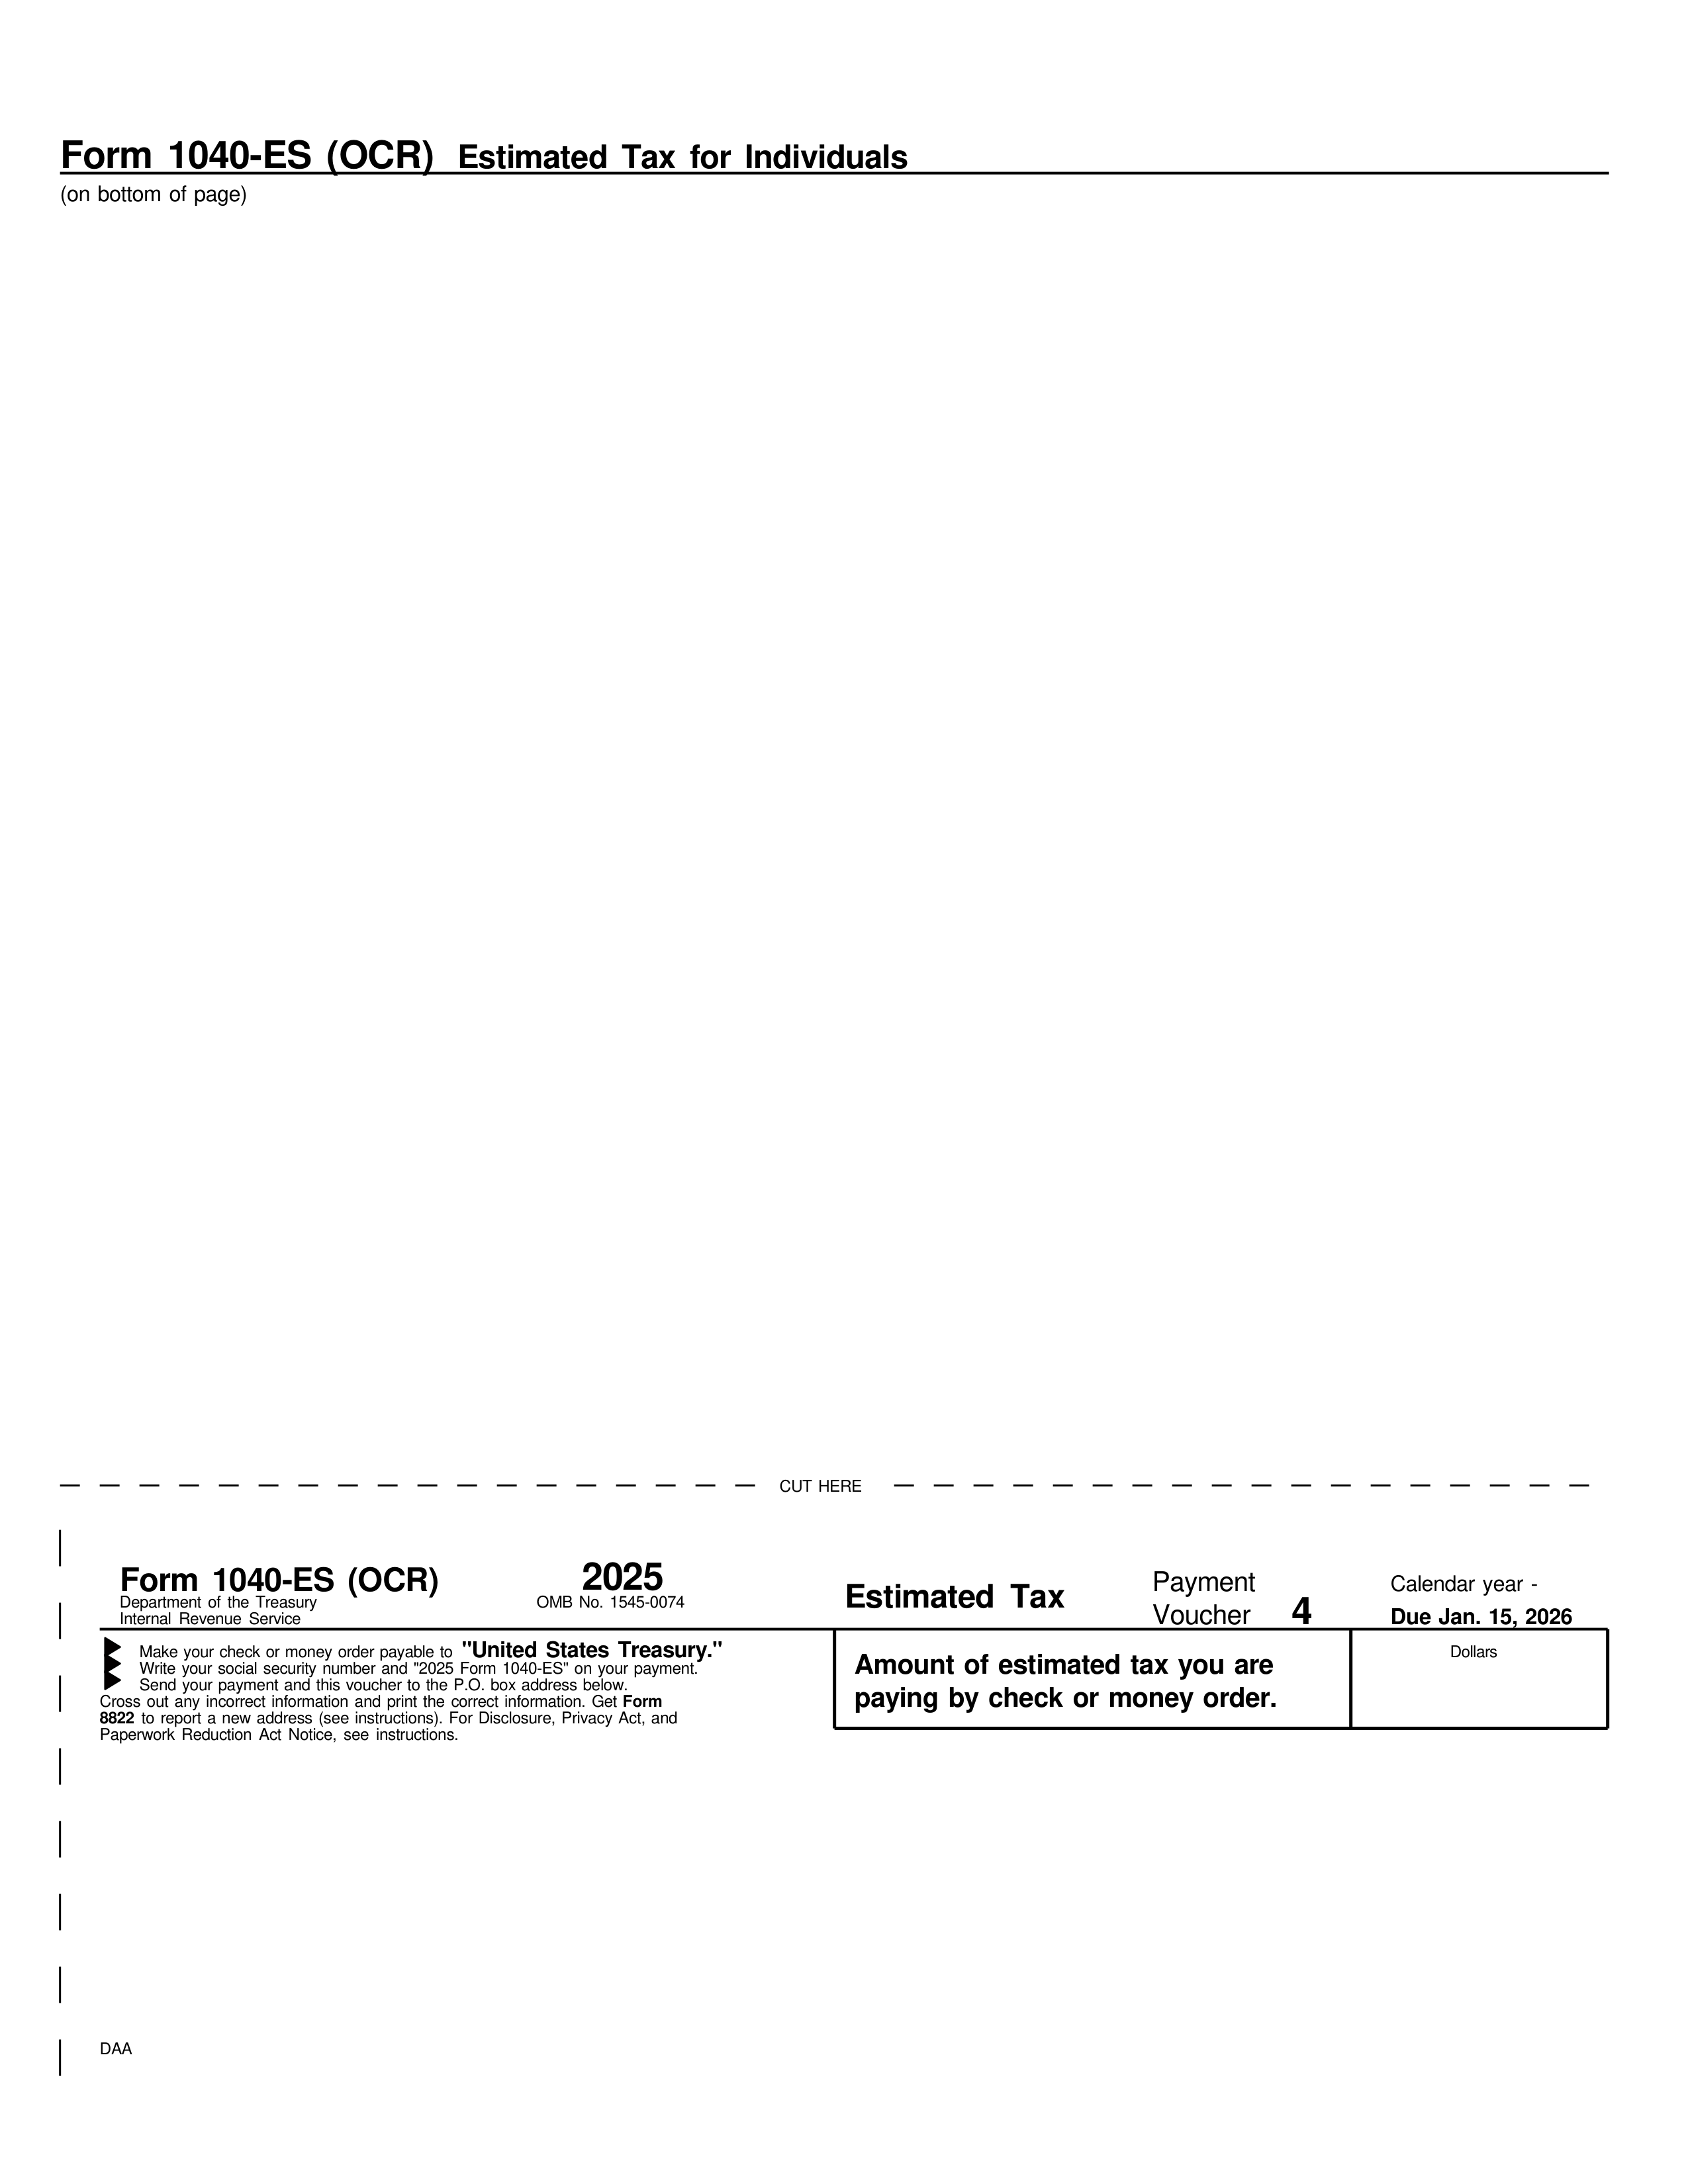 Form 1040-ES (OCR) Estimated Tax for Individuals
(on bottom of page)
CUT HERE
Form 1040-ES (OCR)
Department of the Treasury
Internal Revenue Service
2025
OMB No. 1545-0074
Estimated Tax
Payment
Voucher 4
Calendar year -
Due Jan. 15, 2026
Make your check or money order payable to "United States Treasury."
Write your social security number and "2025 Form 1040-ES" on your payment.
Send your payment and this voucher to the P.O. box address below.
Cross out any incorrect information and print the correct information. Get Form
8822 to report a new address (see instructions). For Disclosure, Privacy Act, and
Paperwork Reduction Act Notice, see instructions.
Amount of estimated tax you are
paying by check or money order.
Dollars
DAA